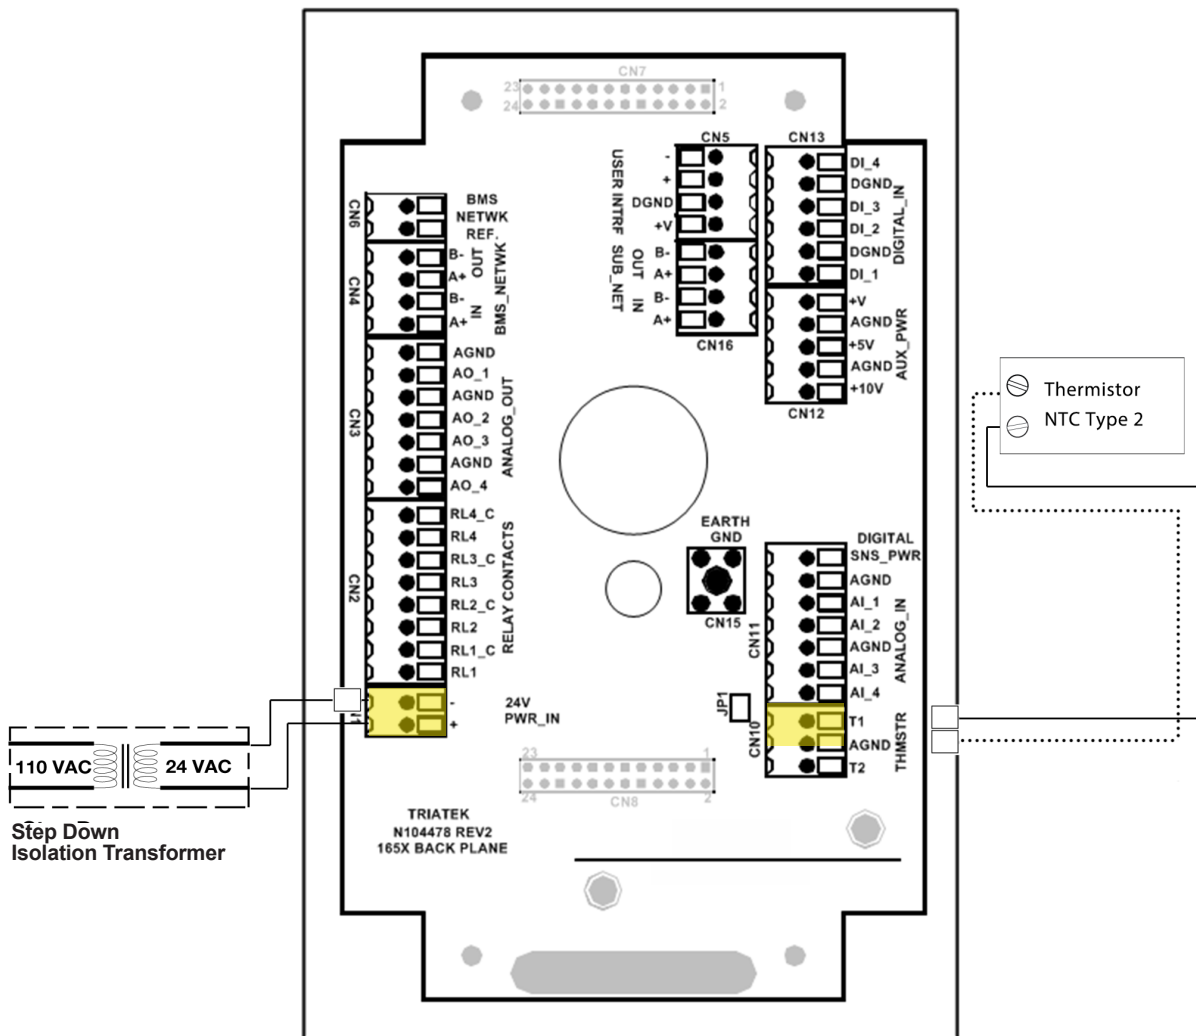 CN7
23
1
24
2
CN5
CN13
USER INTRF
-
+
DGND
+V
DI_4
DGND
DI_3
DI_2
DGND
DI_1
DIGITAL_IN
CN6
BMS
NETWK
REF.
CN4
B-
A+
OUT
B-
A+
IN
BMS_NETWK
SUB_NET
OUT
IN
B-
A+
B-
A+
CN16
+V
AGND
+5V
AGND
+10V
AUX_PWR
CN12
CN3
AGND
AO_1
AGND
AO_2
AO_3
AGND
AO_4
ANALOG_OUT
Thermistor
NTC Type 2
CN2
RL4_C
RL4
RL3_C
RL3
RL2_C
RL2
RL1_C
RL1
RELAY CONTACTS
EARTH
GND
CN15
DIGITAL
SNS_PWR
AGND
AI_1
AI_2
AGND
AI_3
AI_4
ANALOG_IN
CN11
-
+
24V
PWR_IN
JP1
CN10
T1
AGND
T2
THMSTR
110 VAC
24 VAC
Step Down
Isolation Transformer
23
1
24
2
CN8
TRIATEK
N104478 REV2
165X BACK PLANE